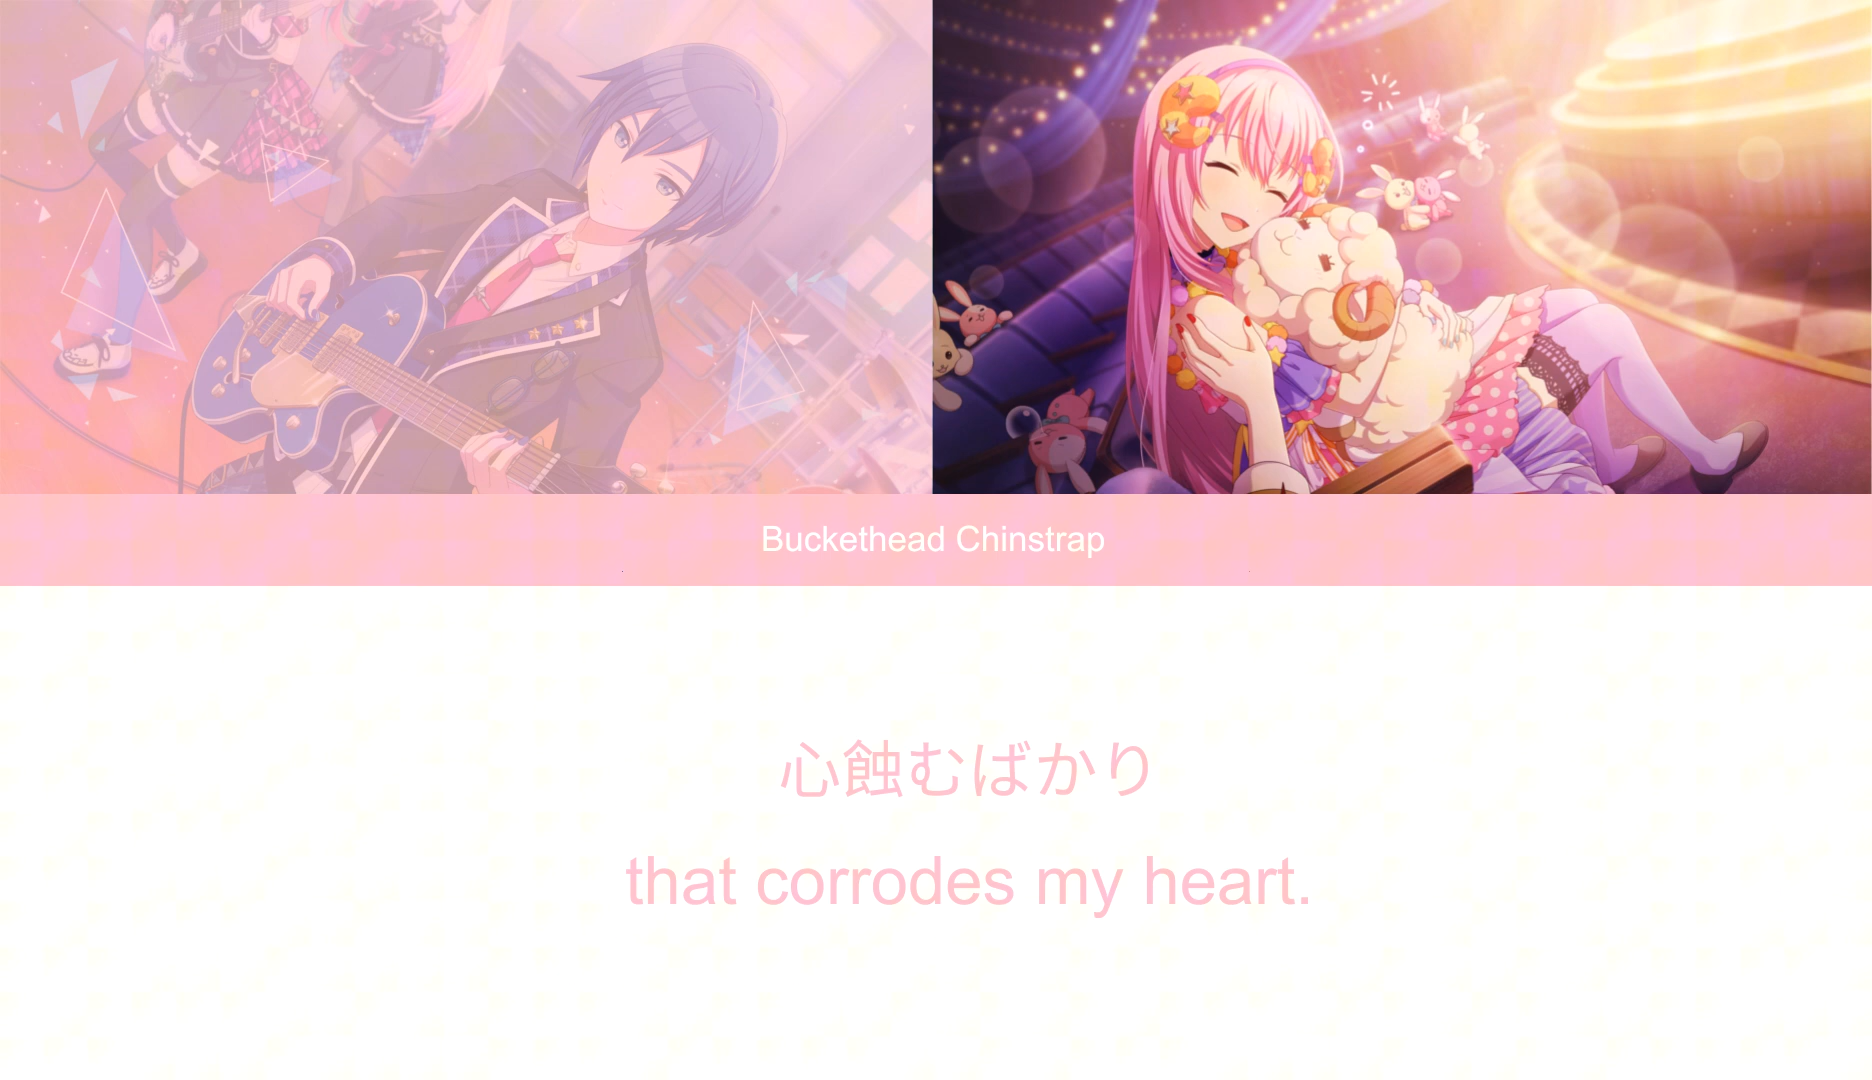 Buckethead Chinstrap
心蝕むばかり
that corrodes my heart.